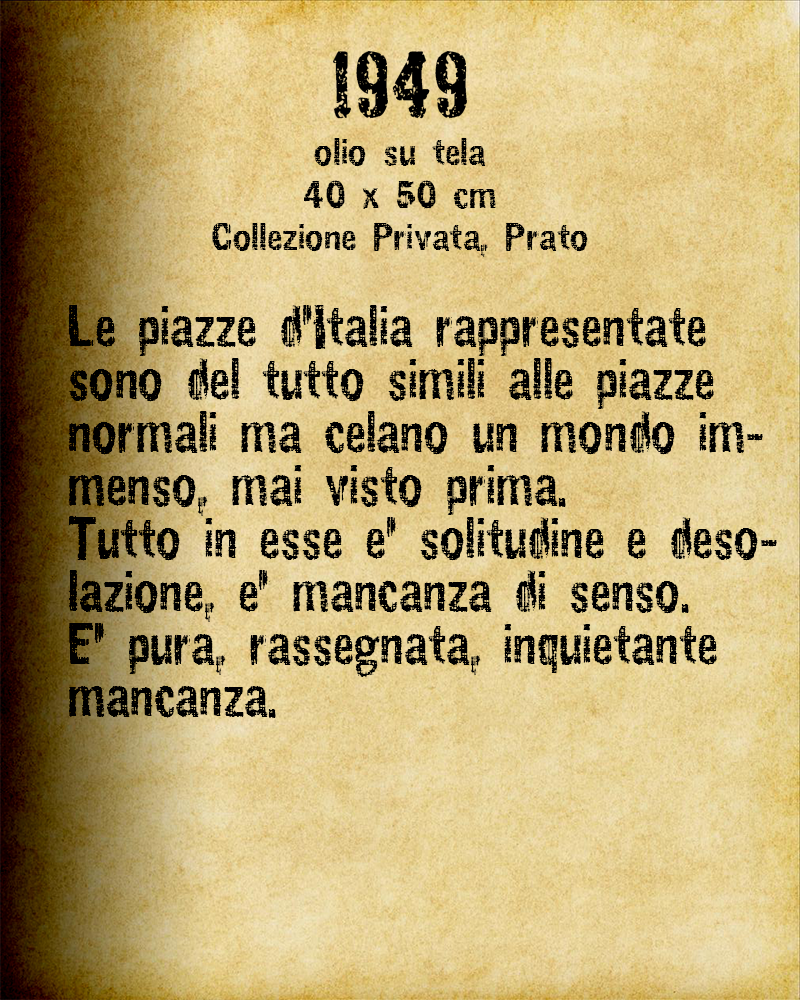 1949
olio su tela
40 x 50 cm
Collezione Privata, Prato
Le piazze d'Italia rappresentate
sono del tutto simili alle piazze
normali ma celano un mondo im-
menso, mai visto prima.
Tutto in esse e' solitudine e deso-
lazione, e' mancanza di senso.
E' pura, rassegnata, inquietante
mancanza.